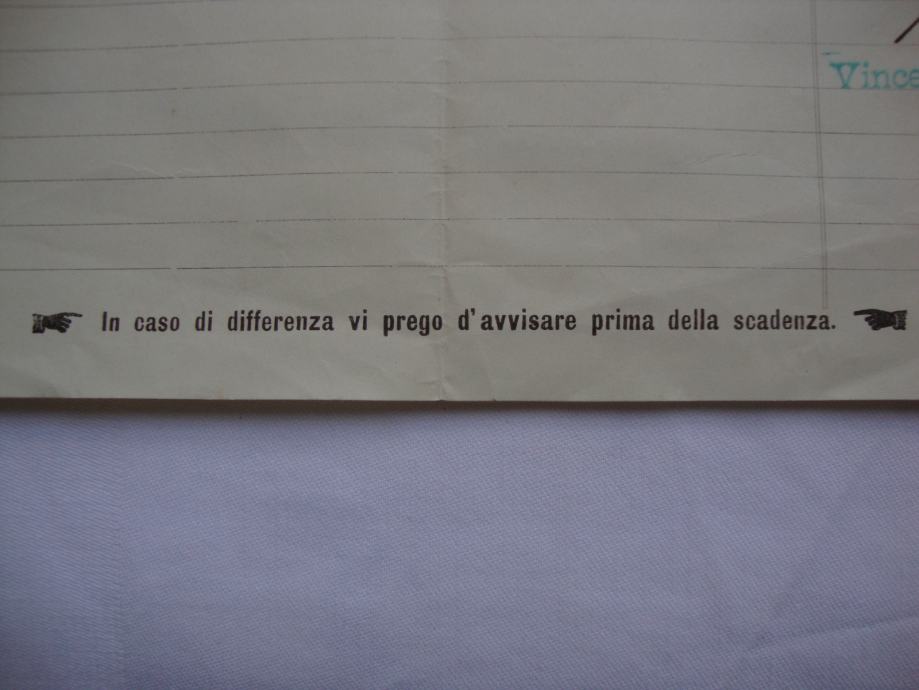 In caso di differenza vi prego d'avvisare prima della scadenza.